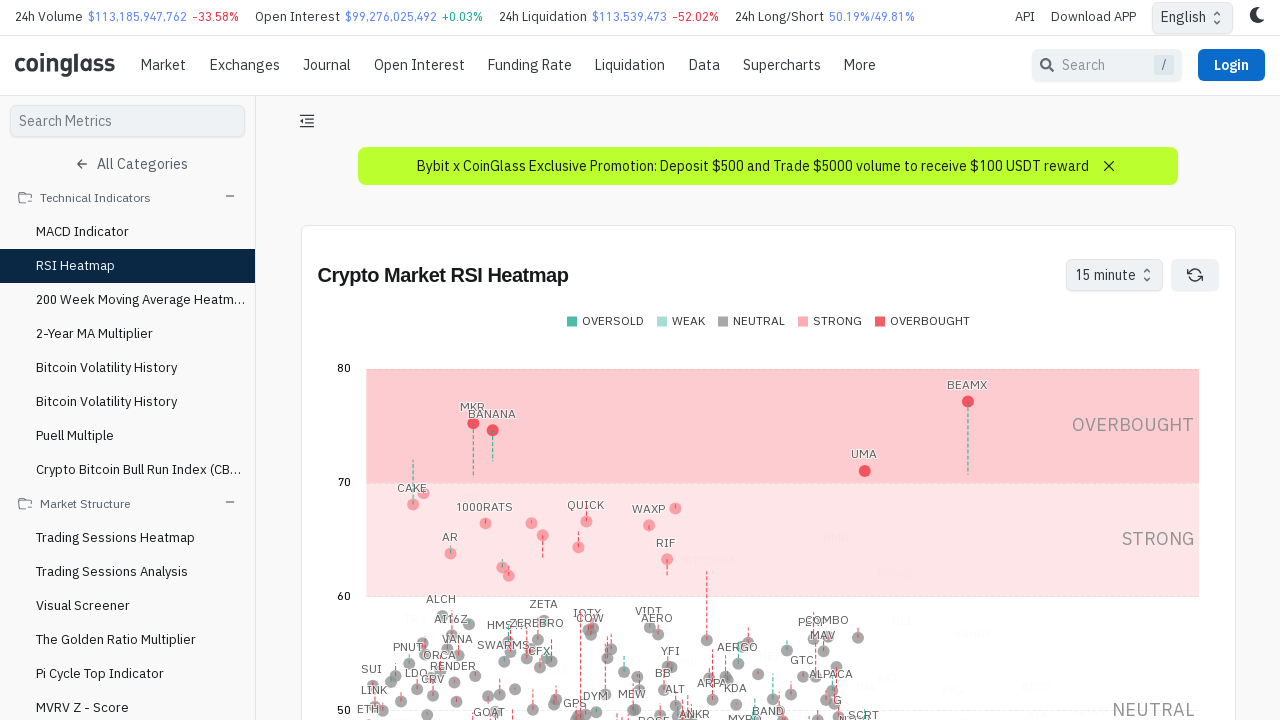 24h Volume $113,185,947,762 -33.58% Open Interest $99,276,025,492 +0.03% 24h Liquidation $113,539,473 -52.02% 24h Long/Short 50.19%/49.81% API Download APP English
coinglass Market Exchanges Journal Open Interest Funding Rate Liquidation Data Supercharts More Search / Login
Search Metrics
All Categories
Technical Indicators
MACD Indicator
RSI Heatmap
200 Week Moving Average Heatm...
2-Year MA Multiplier
Bitcoin Volatility History
Bitcoin Volatility History
Puell Multiple
Crypto Bitcoin Bull Run Index (CB...
Market Structure
Trading Sessions Heatmap
Trading Sessions Analysis
Visual Screener
The Golden Ratio Multiplier
Pi Cycle Top Indicator
MVRV Z - Score
Bybit x CoinGlass Exclusive Promotion: Deposit $500 and Trade $5000 volume to receive $100 USDT reward
Crypto Market RSI Heatmap 15 minute
OVERSOLD WEAK NEUTRAL STRONG OVERBOUGHT
80
BEAMX
MKR
BANANA
OVERBOUGHT
UMA
70
CAKE
1000RATS QUICK WAXP
AR RIF STRONG
60
ALCH ZETA
IOTX VIDT
AI16Z COW AERO COMBO
ZEREBRO
VANA MAV
PNUT SWARMS CFX YFI AERGO
ORCA GTC
SUI LDO RENDER BB ALPACA
CRV
LINK DYM MEW ALT ARPA KDA
ETH GPS
50 GOAT ANKR BAND SCRT NEUTRAL